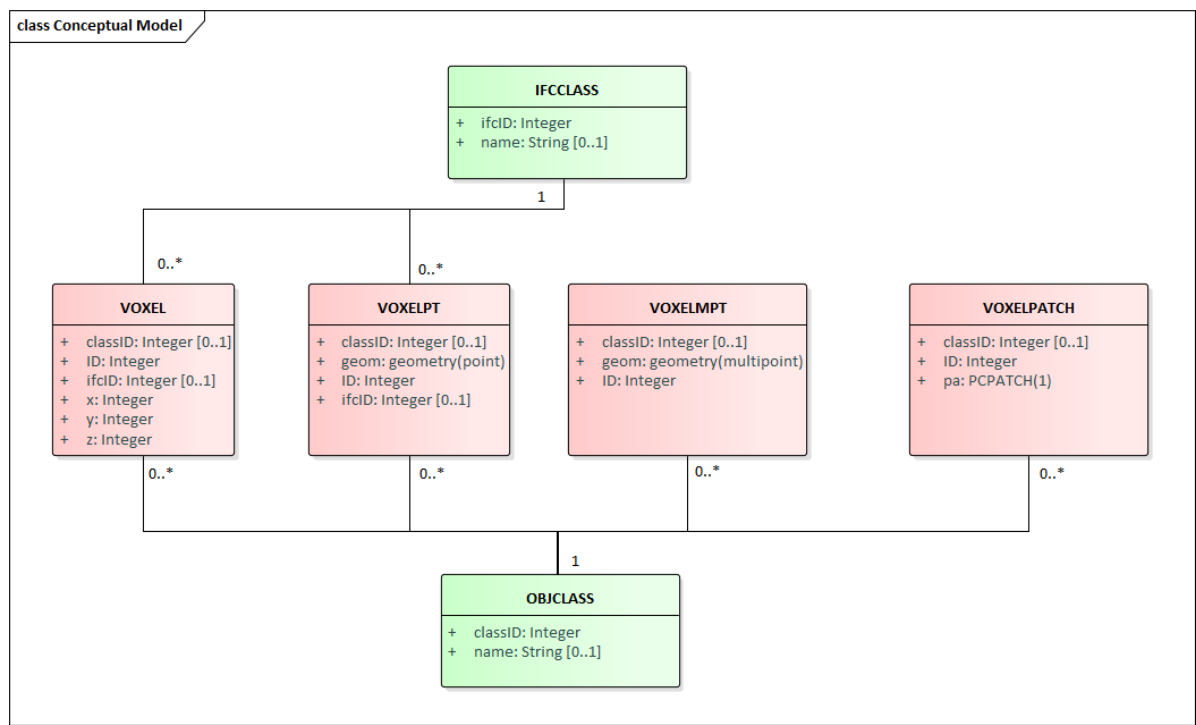 class Conceptual Model
IFCCLASS
+ ifcID: Integer
+ name: String [0..1]
1
0..*
0..*
VOXEL
+ classID: Integer [0..1]
+ ID: Integer
+ ifcID: Integer [0..1]
+ x: Integer
+ y: Integer
+ z: Integer
VOXELPT
+ classID: Integer [0..1]
+ geom: geometry(point)
+ ID: Integer
+ ifcID: Integer [0..1]
VOXELMPT
+ classID: Integer [0..1]
+ geom: geometry(multipoint)
+ ID: Integer
VOXELPATCH
+ classID: Integer [0..1]
+ ID: Integer
+ pa: PCPATCH(1)
0..*
0..*
0..*
0..*
1
OBJCLASS
+ classID: Integer
+ name: String [0..1]